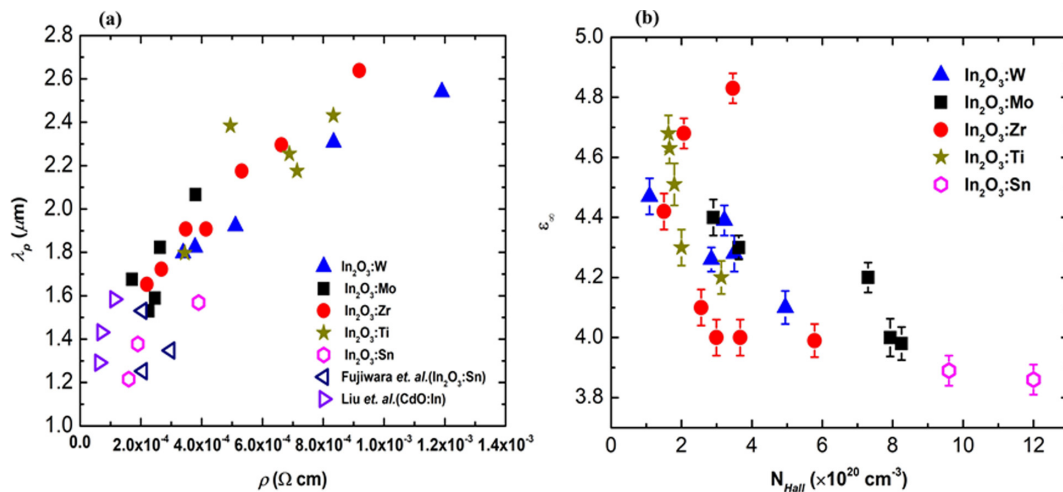 (a)
λp (μm)
2.8
2.6
2.4
2.2
2.0
1.8
1.6
1.4
1.2
1.0
In2O3:W
In2O3:Mo
In2O3:Zr
In2O3:Ti
In2O3:Sn
Fujiwara et. al.(In2O3:Sn)
Liu et. al.(CdO:In)
0.0 2.0x10-4 4.0x10-4 6.0x10-4 8.0x10-4 1.0x10-3 1.2x10-3 1.4x10-3
ρ (Ω cm)
(b)
ε∞
5.0
4.8
4.6
4.4
4.2
4.0
3.8
In2O3:W
In2O3:Mo
In2O3:Zr
In2O3:Ti
In2O3:Sn
0 2 4 6 8 10 12
NHall (×1020 cm-3)